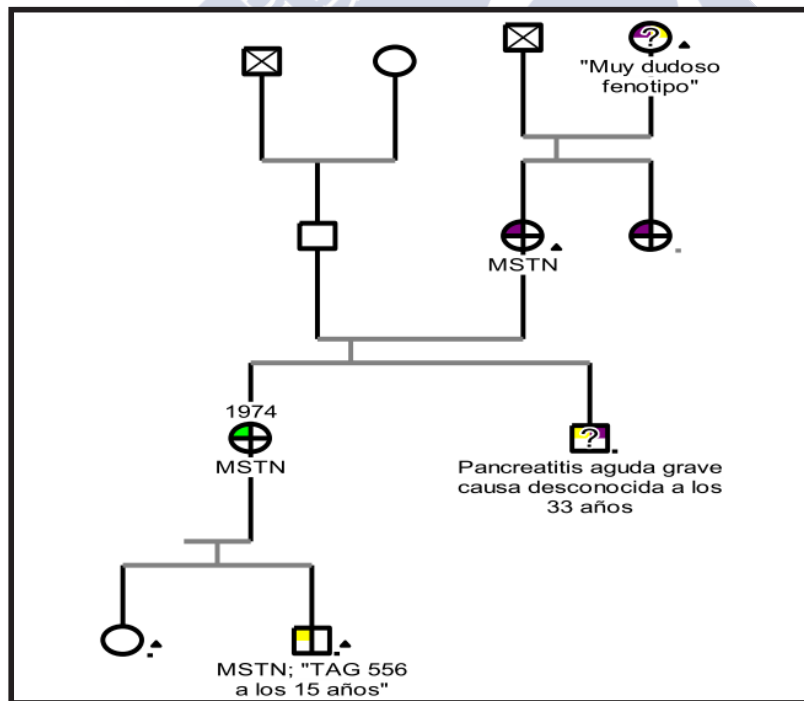 ?
"Muy dudoso
fenotipo"
MSTN
1974
MSTN
?
Pancreatitis aguda grave
causa desconocida a los
33 años
MSTN; "TAG 556
a los 15 años"